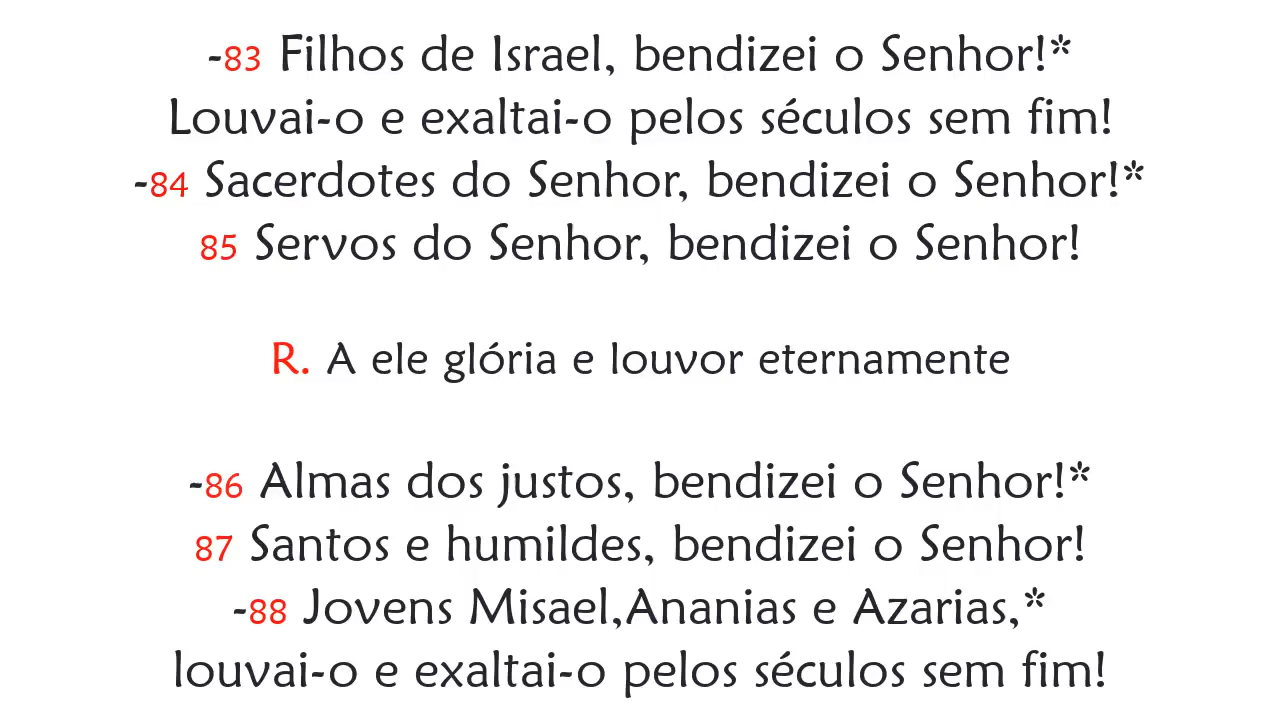 -83 Filhos de Israel, bendizei o Senhor!*
Louvai-o e exaltai-o pelos séculos sem fim!
-84 Sacerdotes do Senhor, bendizei o Senhor!*
85 Servos do Senhor, bendizei o Senhor!
R. A ele glória e louvor eternamente
-86 Almas dos justos, bendizei o Senhor!*
87 Santos e humildes, bendizei o Senhor!
-88 Jovens Misael,Ananias e Azarias,*
louvai-o e exaltai-o pelos séculos sem fim!